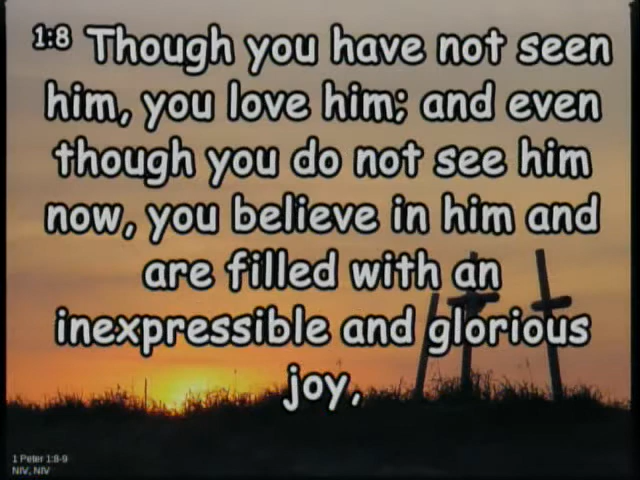 1:8 Though you have not seen
him, you love him; and even
though you do not see him
now, you believe in him and
are filled with an
inexpressible and glorious
joy,
1 Peter 1:8-9
NIV, NIV